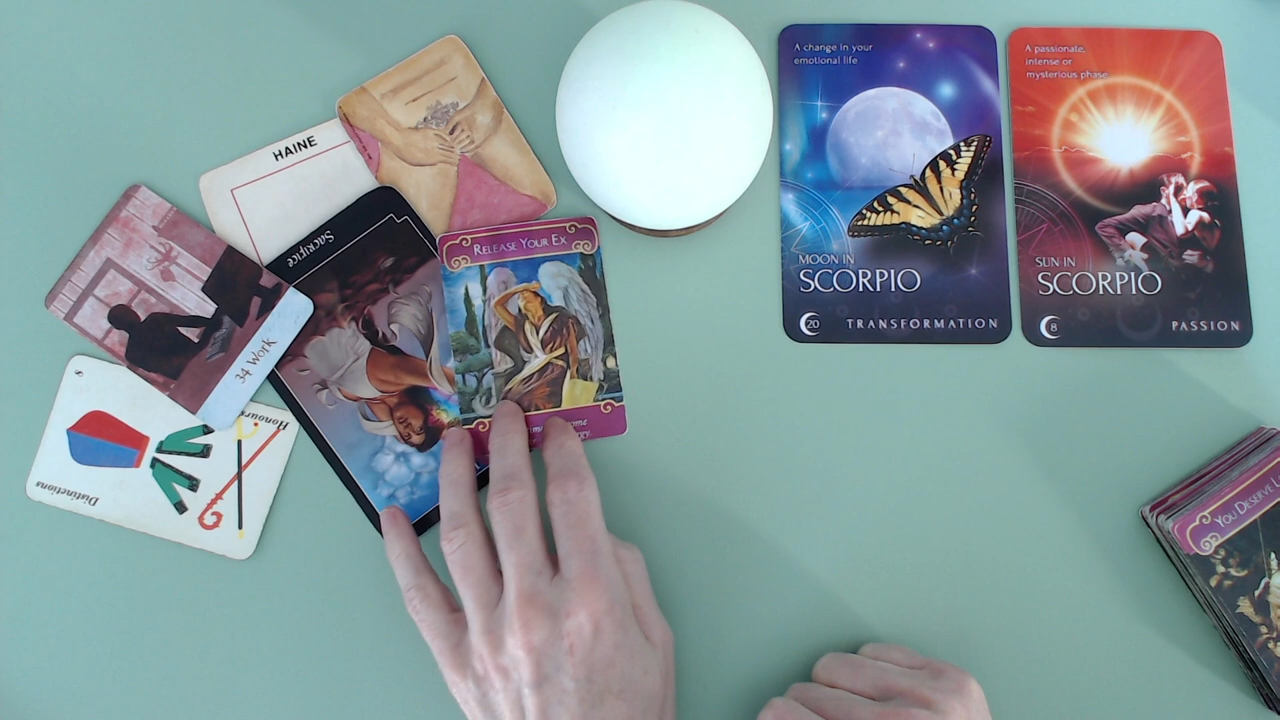 HAINE
Sacrifice
RELEASE YOUR EX
34 Work
Honours
Distinctions
A change in your
emotional life
MOON IN
SCORPIO
20
TRANSFORMATION
A passionate,
intense or
mysterious phase
SUN IN
SCORPIO
8
PASSION
YOU DESERVE